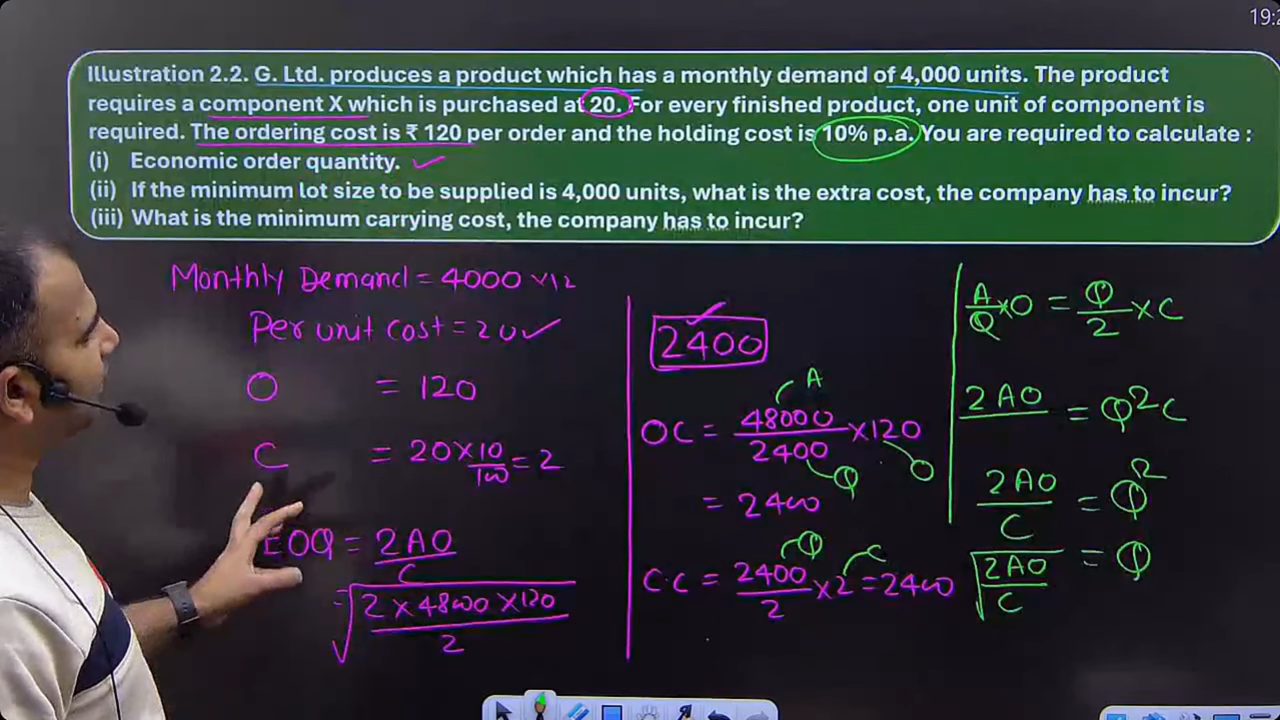 19:2
Illustration 2.2. G. Ltd. produces a product which has a monthly demand of 4,000 units. The product
requires a component X which is purchased at 20. For every finished product, one unit of component is
required. The ordering cost is ₹ 120 per order and the holding cost is 10% p.a. You are required to calculate :
(i) Economic order quantity.
(ii) If the minimum lot size to be supplied is 4,000 units, what is the extra cost, the company has to incur?
(iii) What is the minimum carrying cost, the company has to incur?
Monthly Demand = 4000 x12
Per unit cost = 20 ✓
O = 120
C = 20 × 10/100 = 2
EOQ = 2AO/C
= √(2 × 48000 × 120 / 2)
2400 ✓
A
OC = 48000/2400 × 120
Q O
= 2400
Q C
C.C = 2400/2 × 2 = 2400
A/Q × O = Q/2 × C
2AO = Q²C
2AO/C = Q²
√(2AO/C) = Q